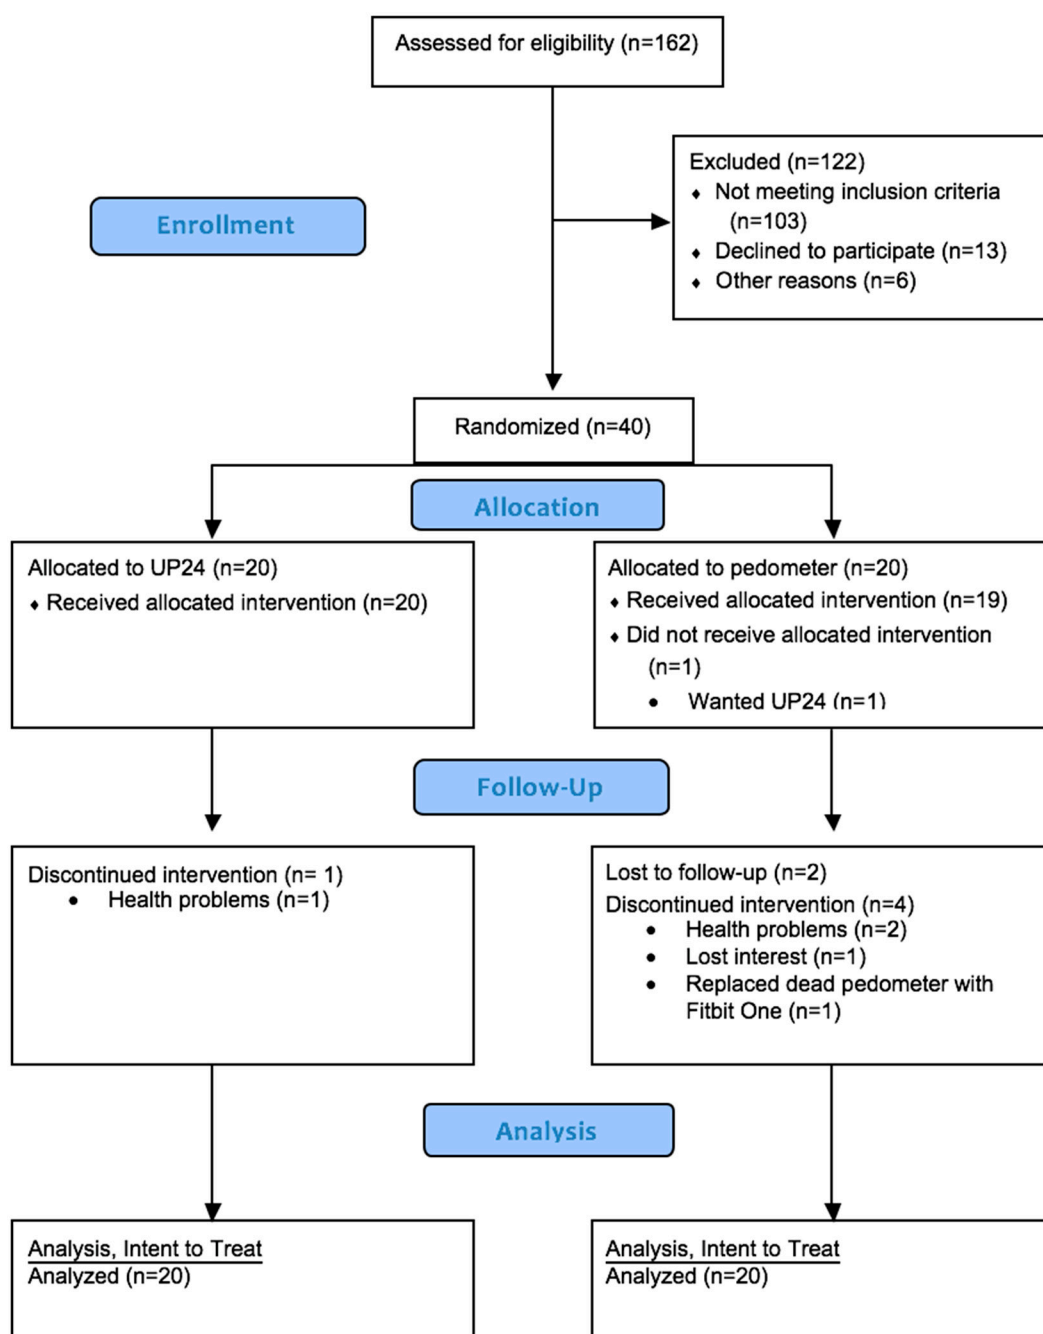 Assessed for eligibility (n=162)
Excluded (n=122)
♦ Not meeting inclusion criteria
(n=103)
♦ Declined to participate (n=13)
♦ Other reasons (n=6)
Enrollment
Randomized (n=40)
Allocation
Allocated to UP24 (n=20)
♦ Received allocated intervention (n=20)
Allocated to pedometer (n=20)
♦ Received allocated intervention (n=19)
♦ Did not receive allocated intervention
(n=1)
• Wanted UP24 (n=1)
Follow-Up
Discontinued intervention (n= 1)
• Health problems (n=1)
Lost to follow-up (n=2)
Discontinued intervention (n=4)
• Health problems (n=2)
• Lost interest (n=1)
• Replaced dead pedometer with
Fitbit One (n=1)
Analysis
Analysis, Intent to Treat
Analyzed (n=20)
Analysis, Intent to Treat
Analyzed (n=20)